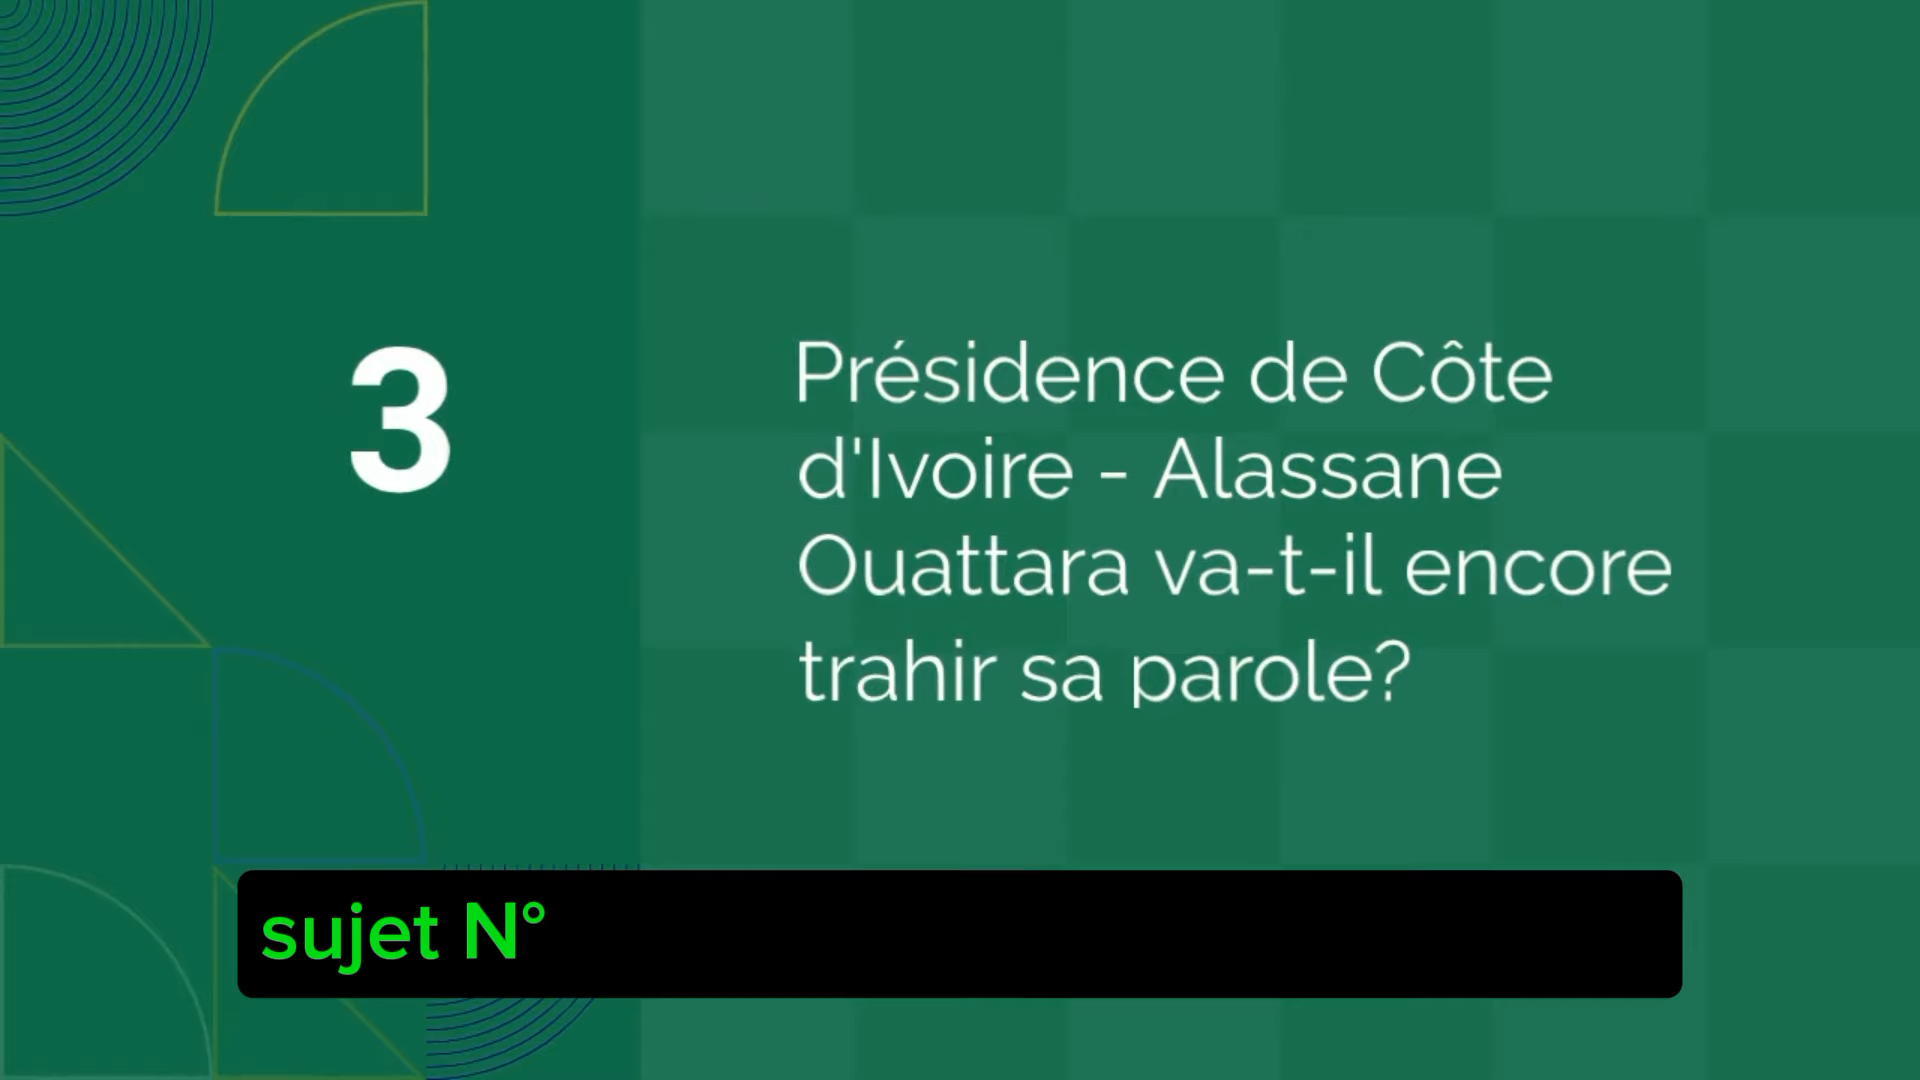 3
Présidence de Côte
d'Ivoire - Alassane
Ouattara va-t-il encore
trahir sa parole?
sujet N°